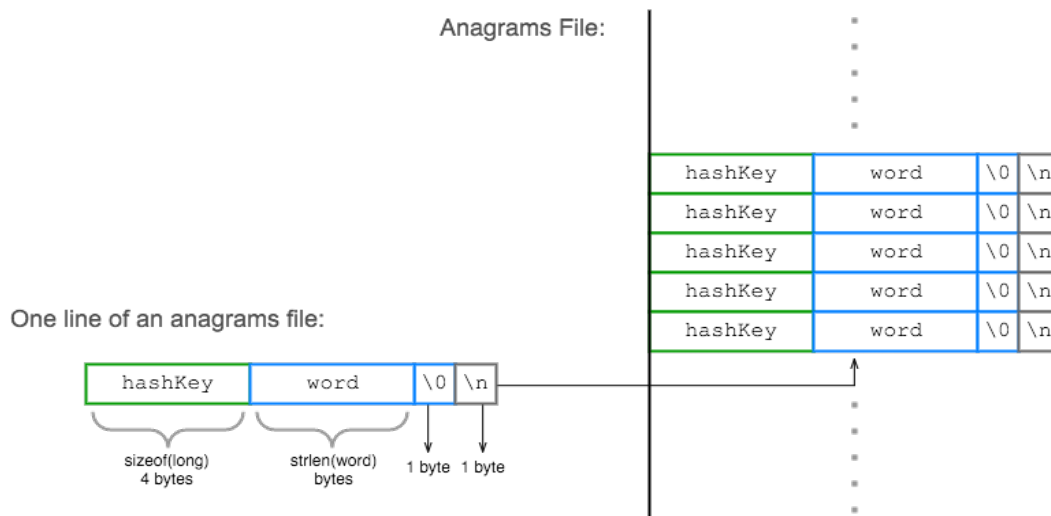 Anagrams File:
hashKey word \0 \n
hashKey word \0 \n
hashKey word \0 \n
hashKey word \0 \n
hashKey word \0 \n
One line of an anagrams file:
hashKey word \0 \n
sizeof(long) strlen(word) 1 byte 1 byte
4 bytes bytes